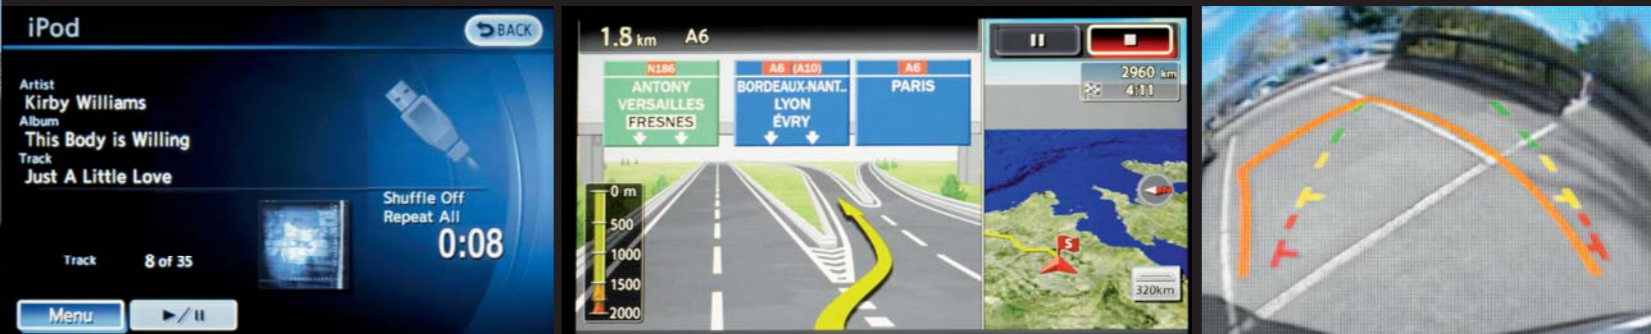 iPod
BACK
Artist
Kirby Williams
Album
This Body is Willing
Track
Just A Little Love
Shuffle Off
Repeat All
0:08
Track 8 of 35
Menu
1.8 km A6
N186
ANTONY
VERSAILLES
FRESNES
A6 (A10)
BORDEAUX-NANT..
LYON
ÉVRY
A6
PARIS
0 m
500
1000
1500
2000
2960 km
4:11
S
320km